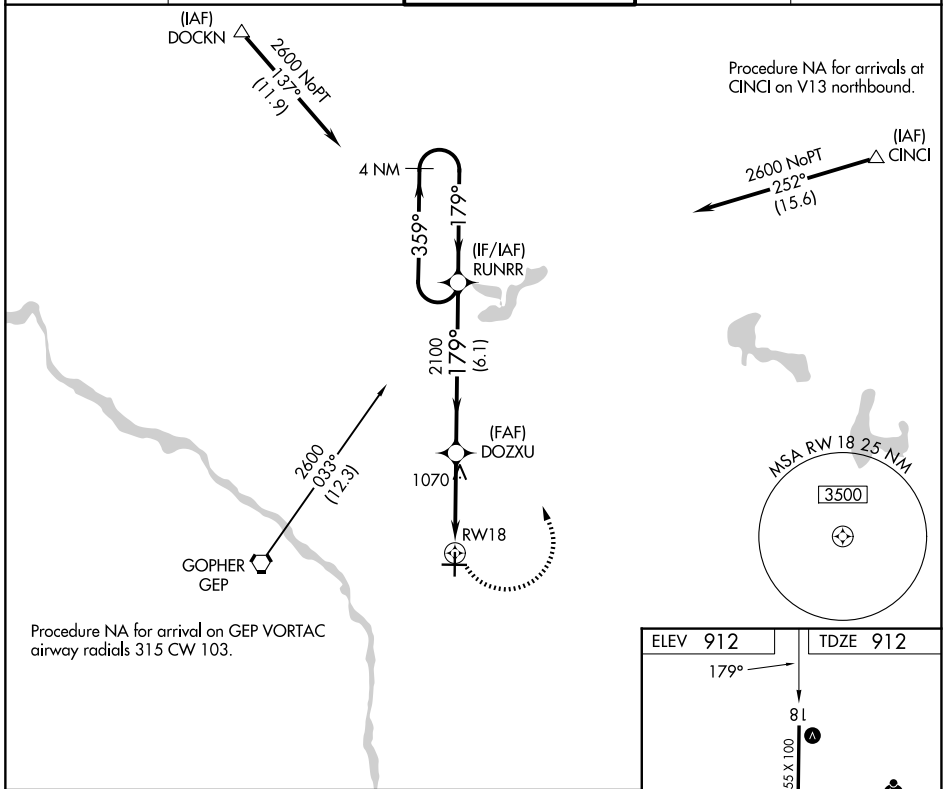 (IAF)
DOCKN
2600 NoPT
137°
(11.9)
Procedure NA for arrivals at
CINCI on V13 northbound.
(IAF)
CINCI
2600 NoPT
252°
(15.6)
4 NM
359°
179°
(IF/IAF)
RUNRR
2100
179°
(6.1)
(FAF)
DOZXU
1070
2600
033°
(12.3)
RW18
GOPHER
GEP
MSA RW 18 25 NM
3500
Procedure NA for arrival on GEP VORTAC
airway radials 315 CW 103.
ELEV 912
TDZE 912
179°
18
V
55 X 100